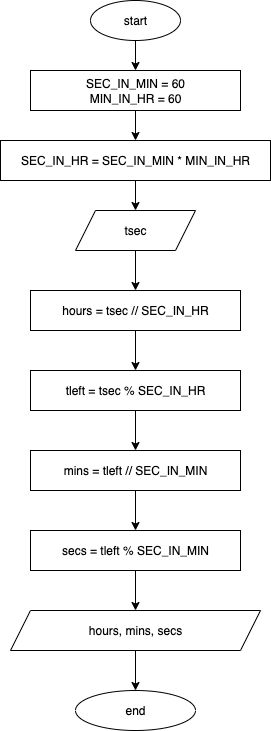 start
SEC_IN_MIN = 60
MIN_IN_HR = 60
SEC_IN_HR = SEC_IN_MIN * MIN_IN_HR
tsec
hours = tsec // SEC_IN_HR
tleft = tsec % SEC_IN_HR
mins = tleft // SEC_IN_MIN
secs = tleft % SEC_IN_MIN
hours, mins, secs
end